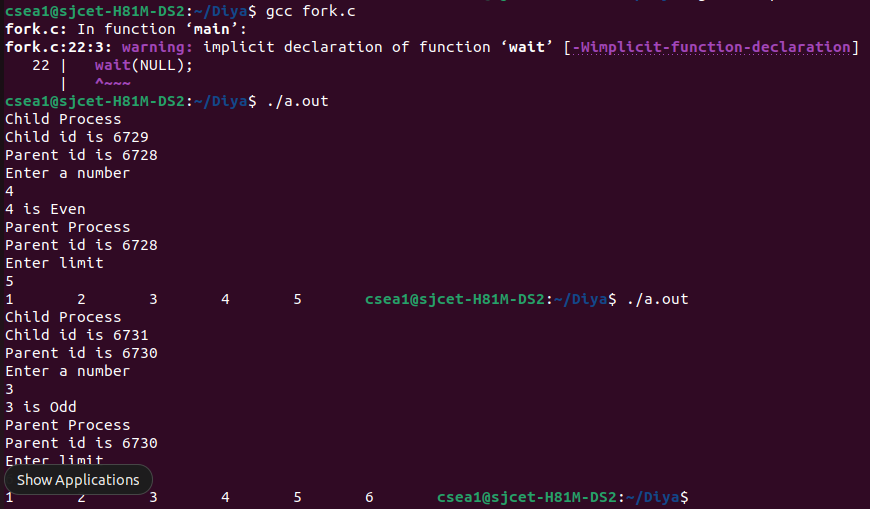 csea1@sjcet-H81M-DS2:~/Diya$ gcc fork.c
fork.c: In function ‘main’:
fork.c:22:3: warning: implicit declaration of function ‘wait’ [-Wimplicit-function-declaration]
   22 |   wait(NULL);
      |   ^~~~
csea1@sjcet-H81M-DS2:~/Diya$ ./a.out
Child Process
Child id is 6729
Parent id is 6728
Enter a number
4
4 is Even
Parent Process
Parent id is 6728
Enter limit
5
1       2       3       4       5       csea1@sjcet-H81M-DS2:~/Diya$ ./a.out
Child Process
Child id is 6731
Parent id is 6730
Enter a number
3
3 is Odd
Parent Process
Parent id is 6730
Enter limit
Show Applications
1       2       3       4       5       6       csea1@sjcet-H81M-DS2:~/Diya$